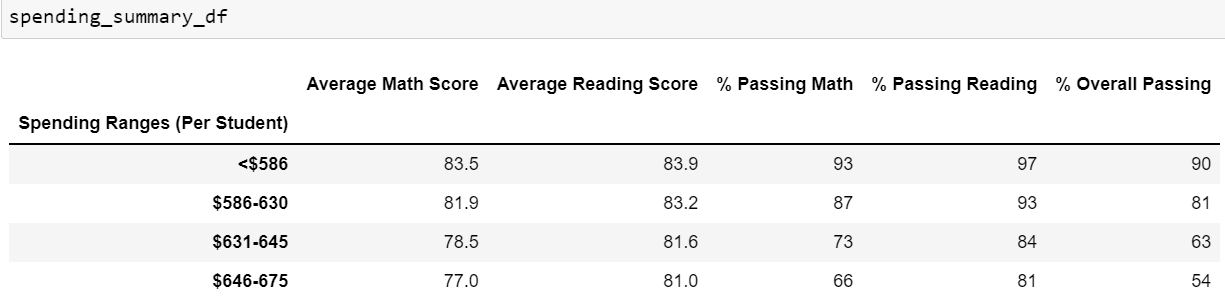 spending_summary_df
Average Math Score Average Reading Score % Passing Math % Passing Reading % Overall Passing
Spending Ranges (Per Student)
<$586 83.5 83.9 93 97 90
$586-630 81.9 83.2 87 93 81
$631-645 78.5 81.6 73 84 63
$646-675 77.0 81.0 66 81 54